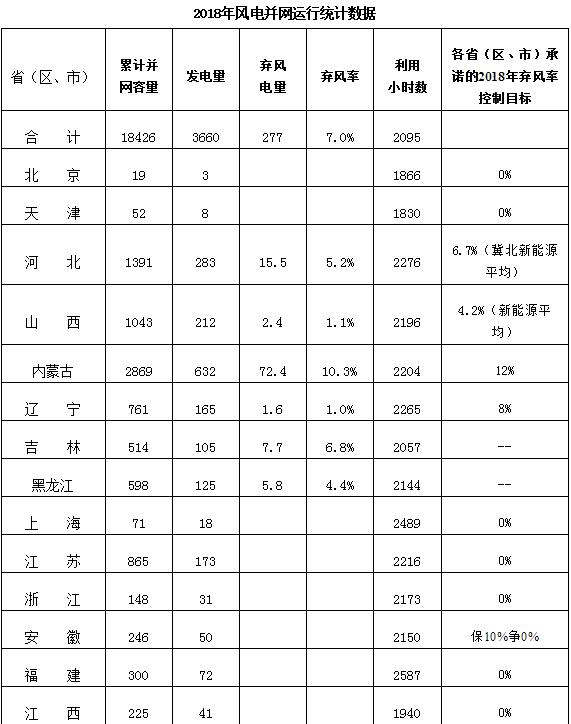 2018年风电并网运行统计数据
省（区、市） 累计并网容量 发电量 弃风电量 弃风率 利用小时数 各省（区、市）承诺的2018年弃风率控制目标
合 计 18426 3660 277 7.0% 2095
北 京 19 3 1866 0%
天 津 52 8 1830 0%
河 北 1391 283 15.5 5.2% 2276 6.7%（冀北新能源平均）
山 西 1043 212 2.4 1.1% 2196 4.2%（新能源平均）
内蒙古 2869 632 72.4 10.3% 2204 12%
辽 宁 761 165 1.6 1.0% 2265 8%
吉 林 514 105 7.7 6.8% 2057 --
黑龙江 598 125 5.8 4.4% 2144 --
上 海 71 18 2489 0%
江 苏 865 173 2216 0%
浙 江 148 31 2173 0%
安 徽 246 50 2150 保10%争0%
福 建 300 72 2587 0%
江 西 225 41 1940 0%